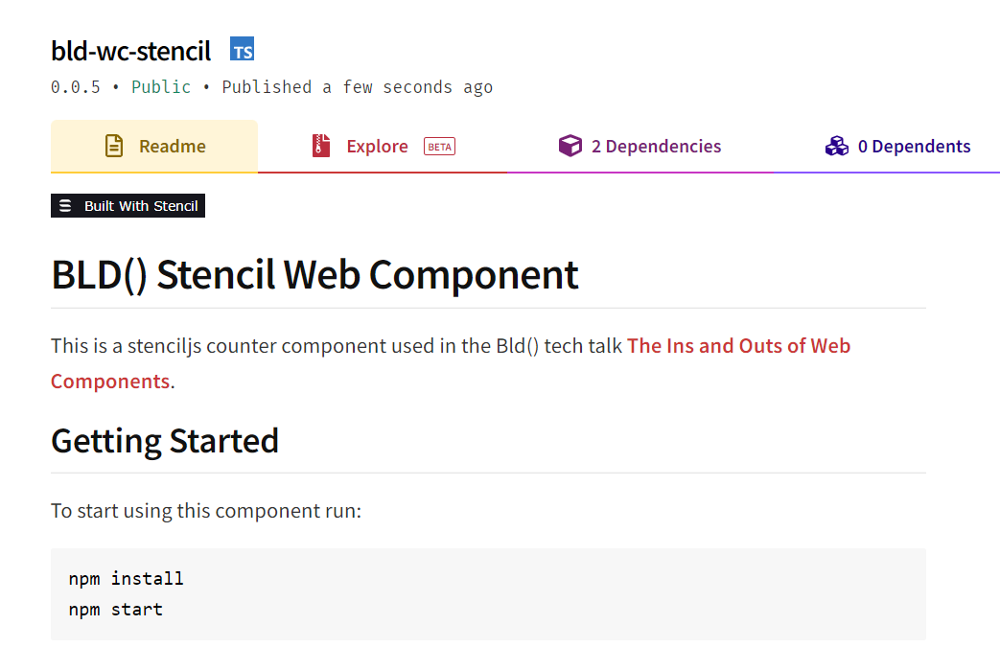 bld-wc-stencil TS
0.0.5 • Public • Published a few seconds ago
Readme Explore BETA 2 Dependencies 0 Dependents
Built With Stencil
BLD() Stencil Web Component
This is a stenciljs counter component used in the Bld() tech talk The Ins and Outs of Web
Components.
Getting Started
To start using this component run:
npm install
npm start